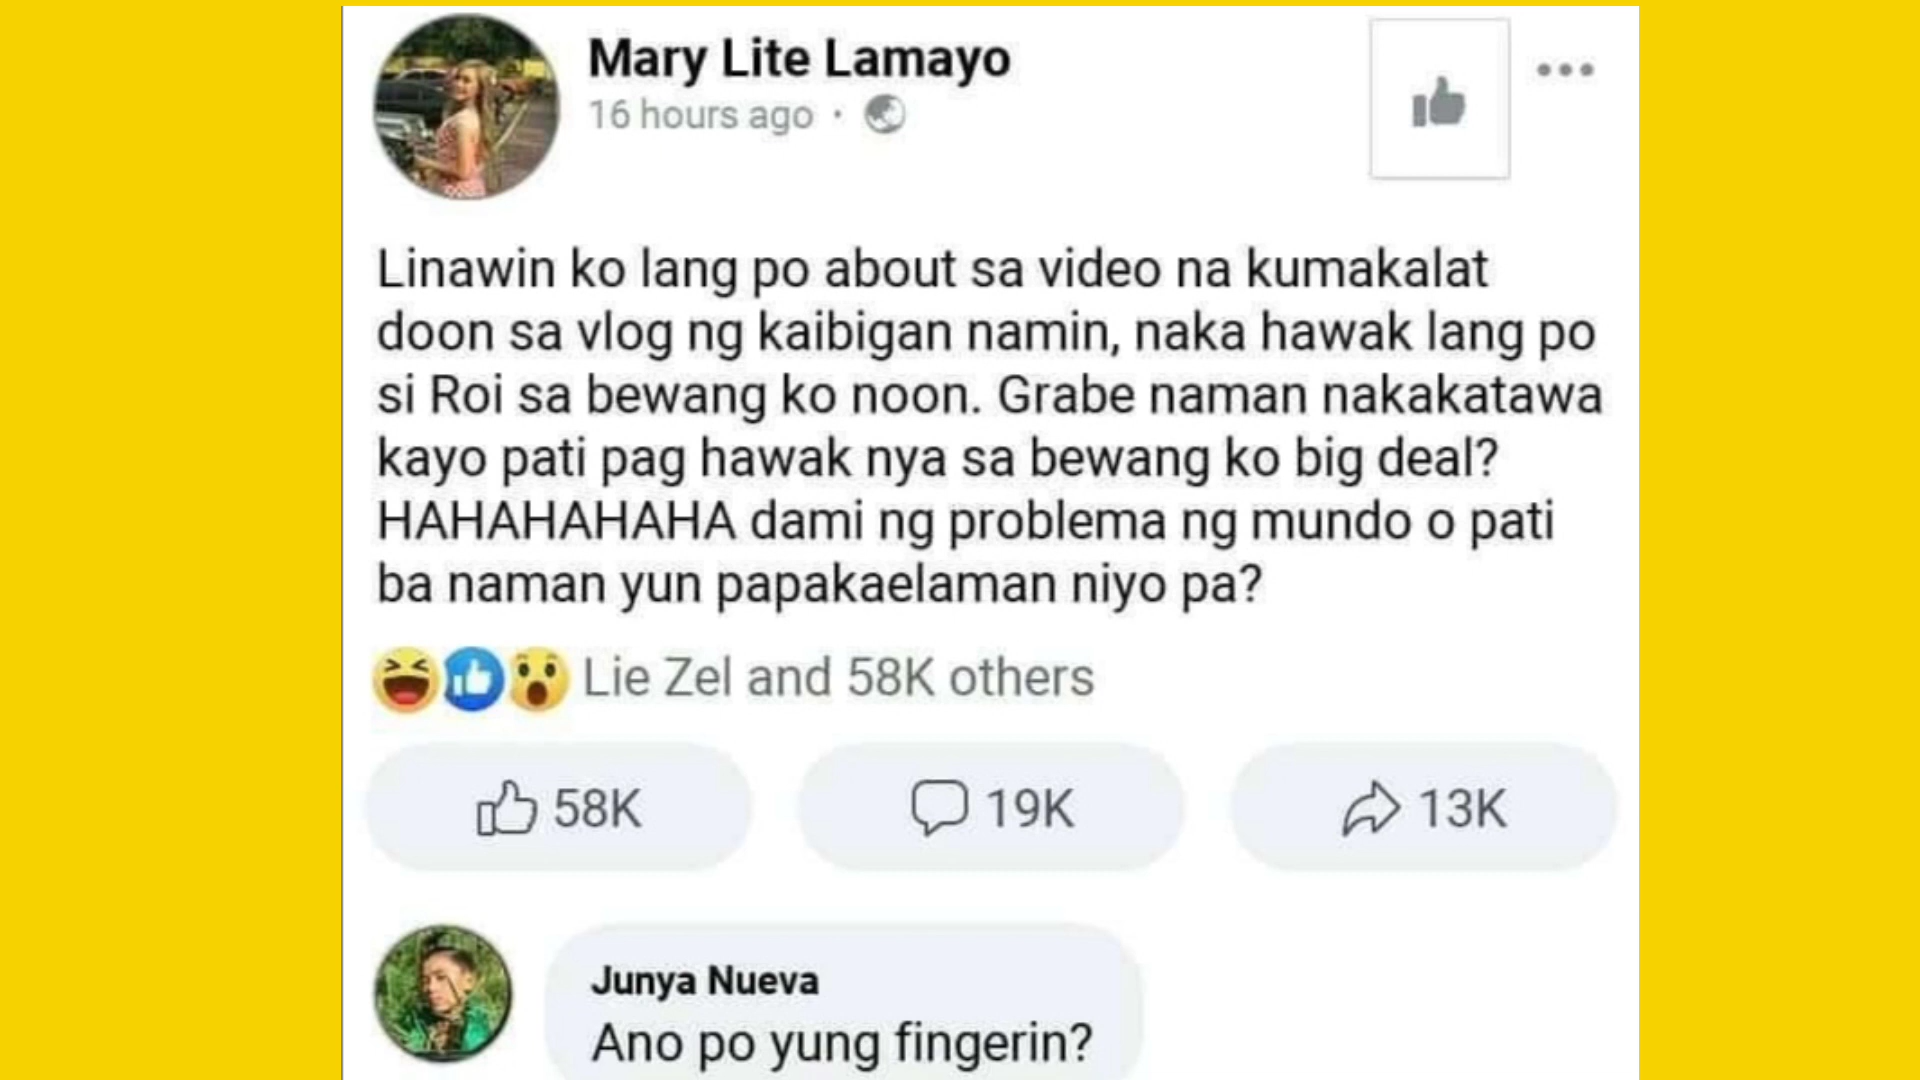 Mary Lite Lamayo
16 hours ago ·
Linawin ko lang po about sa video na kumakalat
doon sa vlog ng kaibigan namin, naka hawak lang po
si Roi sa bewang ko noon. Grabe naman nakakatawa
kayo pati pag hawak nya sa bewang ko big deal?
HAHAHAHAHA dami ng problema ng mundo o pati
ba naman yun papakaelaman niyo pa?
Lie Zel and 58K others
58K 19K 13K
Junya Nueva
Ano po yung fingerin?